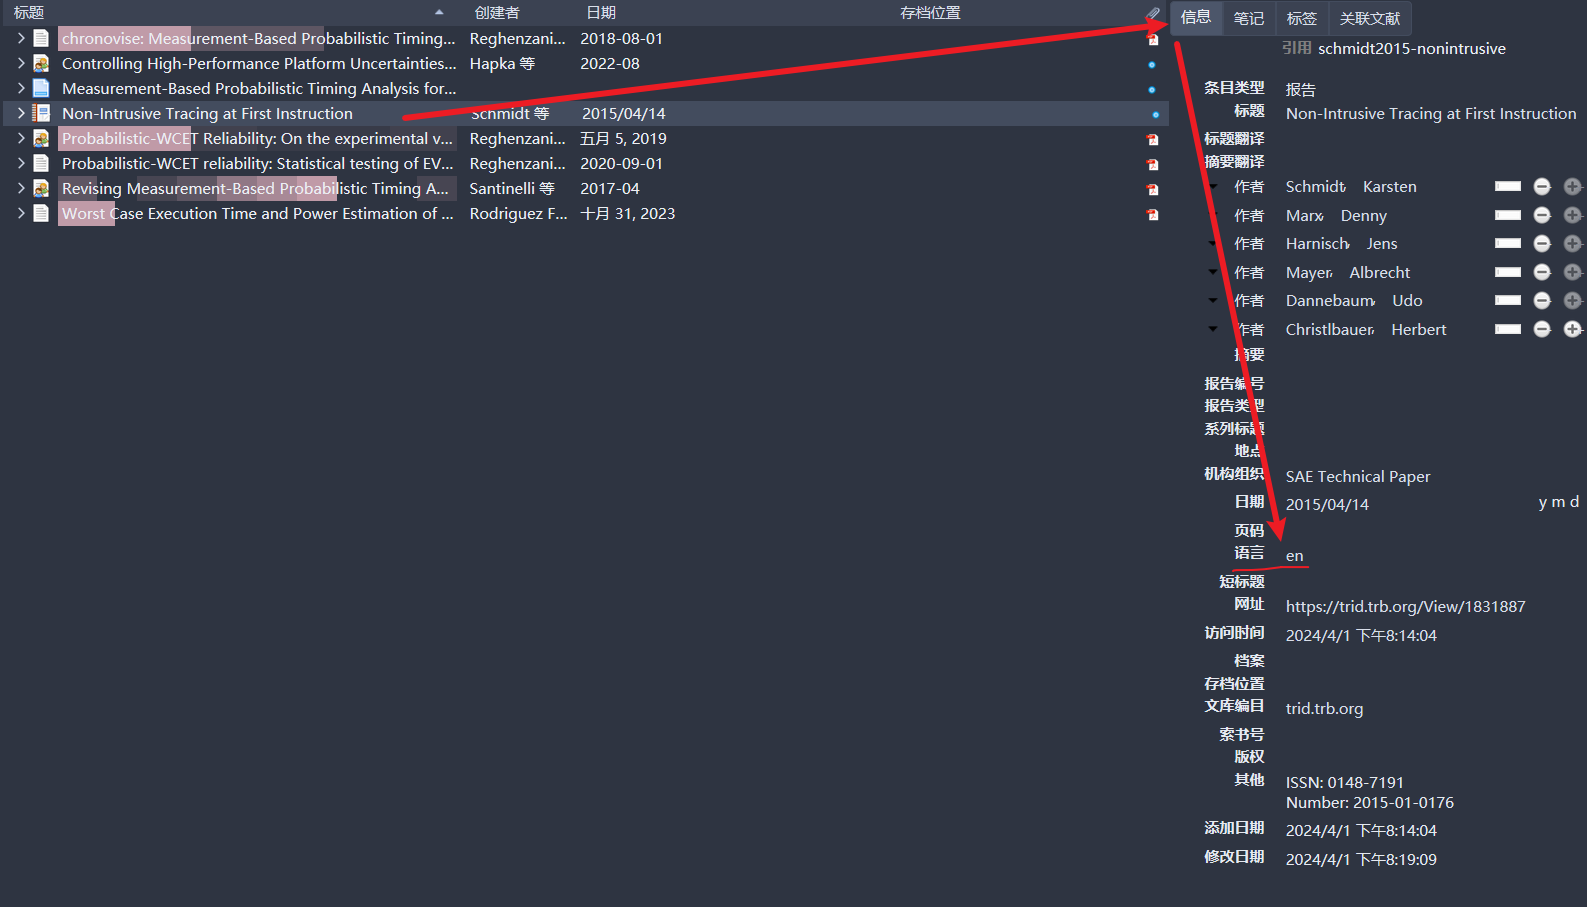 标题 创建者 日期 存档位置
chronovise: Measurement-Based Probabilistic Timing... Reghenzani... 2018-08-01
Controlling High-Performance Platform Uncertainties... Hapka 等 2022-08
Measurement-Based Probabilistic Timing Analysis for...
Non-Intrusive Tracing at First Instruction Schmidt 等 2015/04/14
Probabilistic-WCET Reliability: On the experimental v... Reghenzani... 五月 5, 2019
Probabilistic-WCET reliability: Statistical testing of EV... Reghenzani... 2020-09-01
Revising Measurement-Based Probabilistic Timing A... Santinelli 等 2017-04
Worst Case Execution Time and Power Estimation of ... Rodriguez F... 十月 31, 2023
信息 笔记 标签 关联文献
引用 schmidt2015-nonintrusive
条目类型 报告
标题 Non-Intrusive Tracing at First Instruction
标题翻译
摘要翻译
作者 Schmidt, Karsten
作者 Marx, Denny
作者 Harnisch, Jens
作者 Mayer, Albrecht
作者 Dannebaum, Udo
作者 Christlbauer, Herbert
摘要
报告编号
报告类型
系列标题
地点
机构组织 SAE Technical Paper
日期 2015/04/14 y m d
页码
语言 en
短标题
网址 https://trid.trb.org/View/1831887
访问时间 2024/4/1 下午8:14:04
档案
存档位置
文库编目 trid.trb.org
索书号
版权
其他 ISSN: 0148-7191
Number: 2015-01-0176
添加日期 2024/4/1 下午8:14:04
修改日期 2024/4/1 下午8:19:09